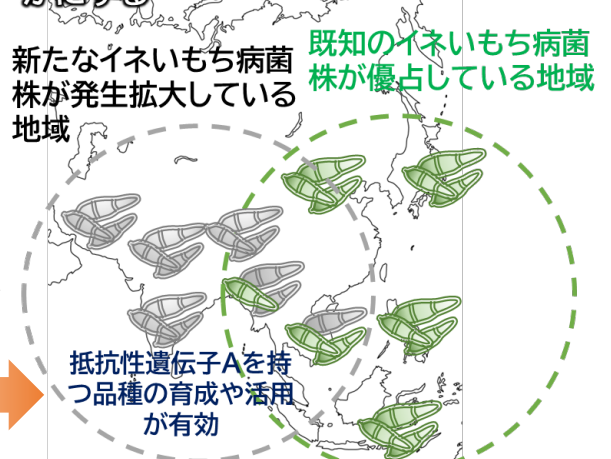 にする
新たなイネいもち病菌
株が発生拡大している
地域
既知のイネいもち病菌
株が優占している地域
抵抗性遺伝子Aを持
つ品種の育成や活用
が有効